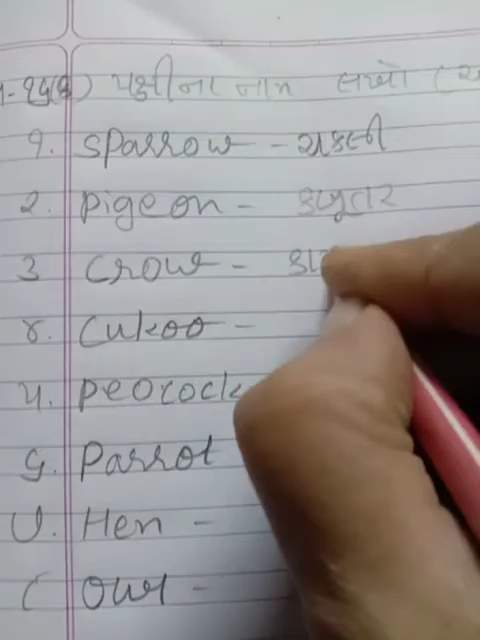 પક્ષીના નામ લખો
૧. Sparrow - ચકલી
૨. Pigeon - કબૂતર
૩ Crow - કા
૪. Cukoo -
૫. Peocock
૬. Parrot
૭. Hen -
૮ Owl -